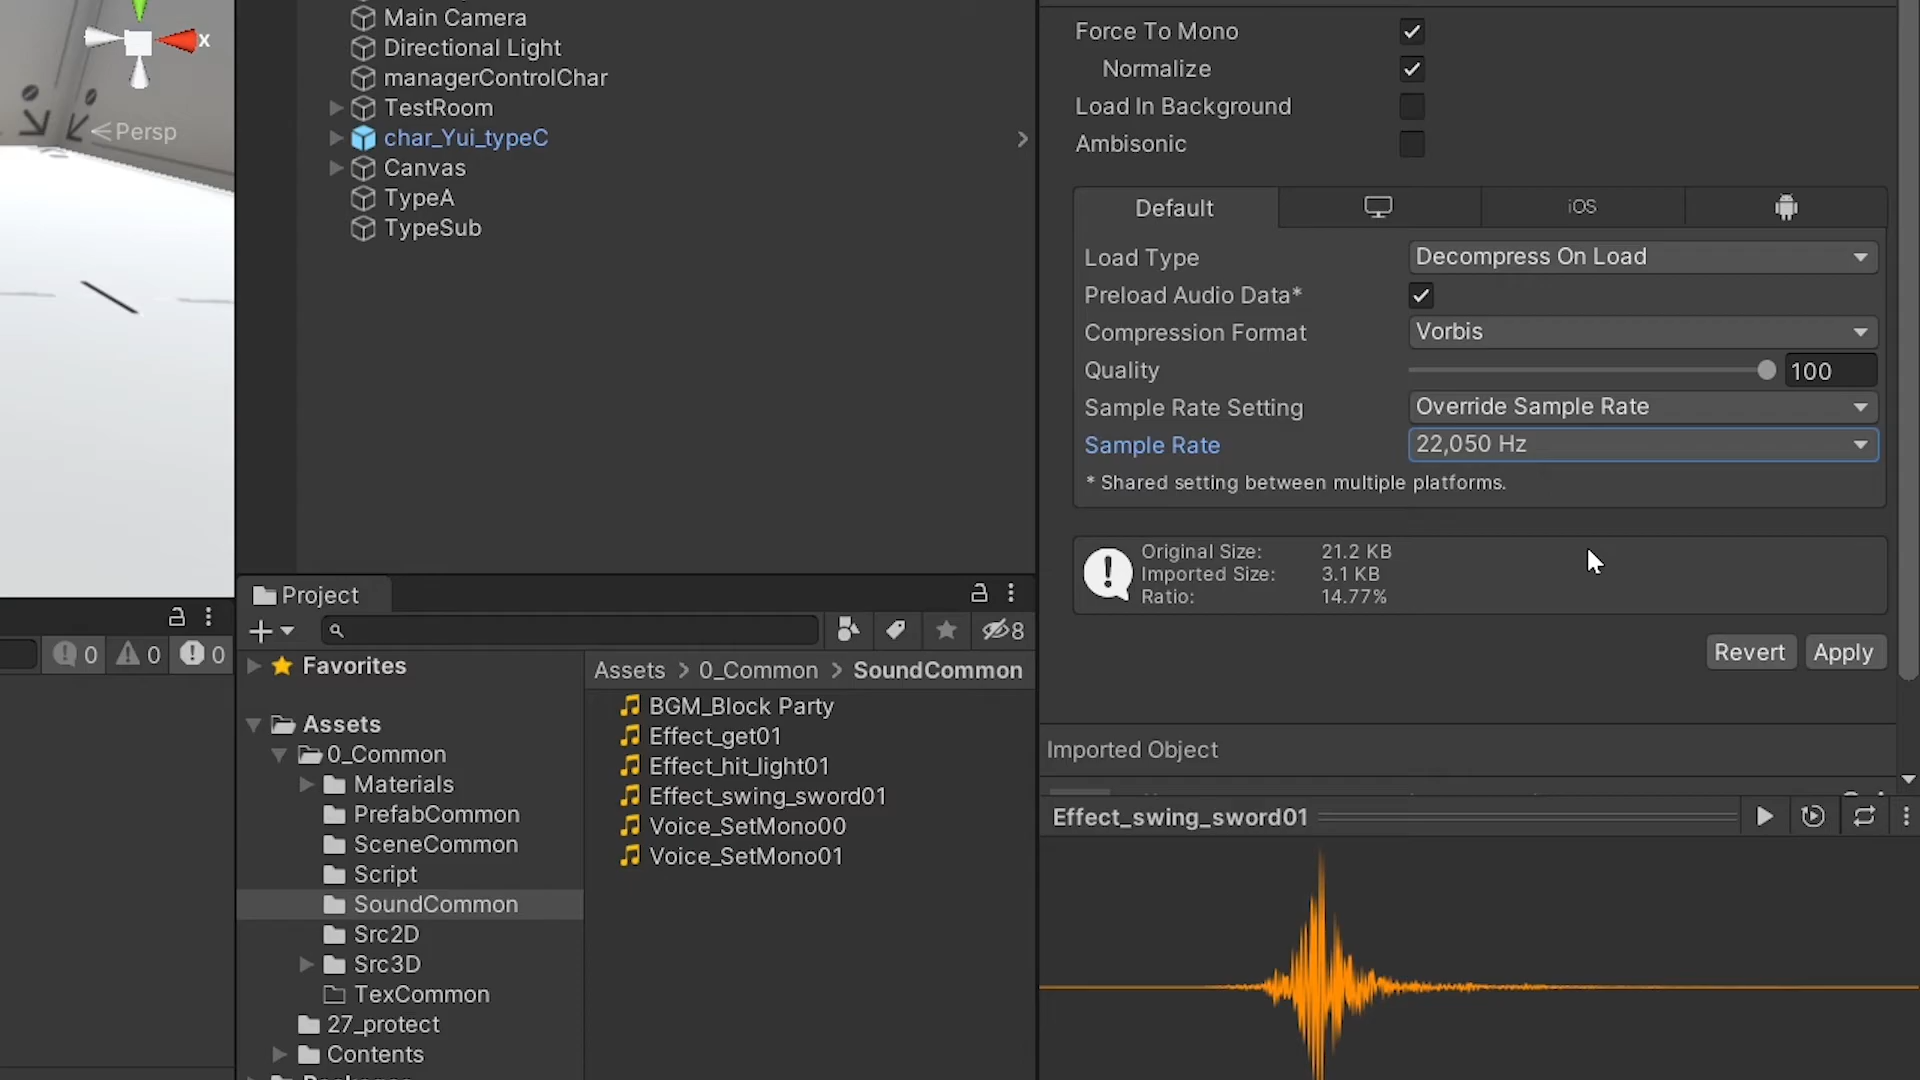 x
Persp
0
0
0
Main Camera
Directional Light
managerControlChar
TestRoom
char_Yui_typeC
Canvas
TypeA
TypeSub
Project
8
Favorites
Assets
0_Common
Materials
PrefabCommon
SceneCommon
Script
SoundCommon
Src2D
Src3D
TexCommon
27_protect
Contents
Assets > 0_Common > SoundCommon
BGM_Block Party
Effect_get01
Effect_hit_light01
Effect_swing_sword01
Voice_SetMono00
Voice_SetMono01
Force To Mono
Normalize
Load In Background
Ambisonic
Default iOS
Load Type Decompress On Load
Preload Audio Data*
Compression Format Vorbis
Quality 100
Sample Rate Setting Override Sample Rate
Sample Rate 22,050 Hz
* Shared setting between multiple platforms.
Original Size: 21.2 KB
Imported Size: 3.1 KB
Ratio: 14.77%
Revert Apply
Imported Object
Effect_swing_sword01